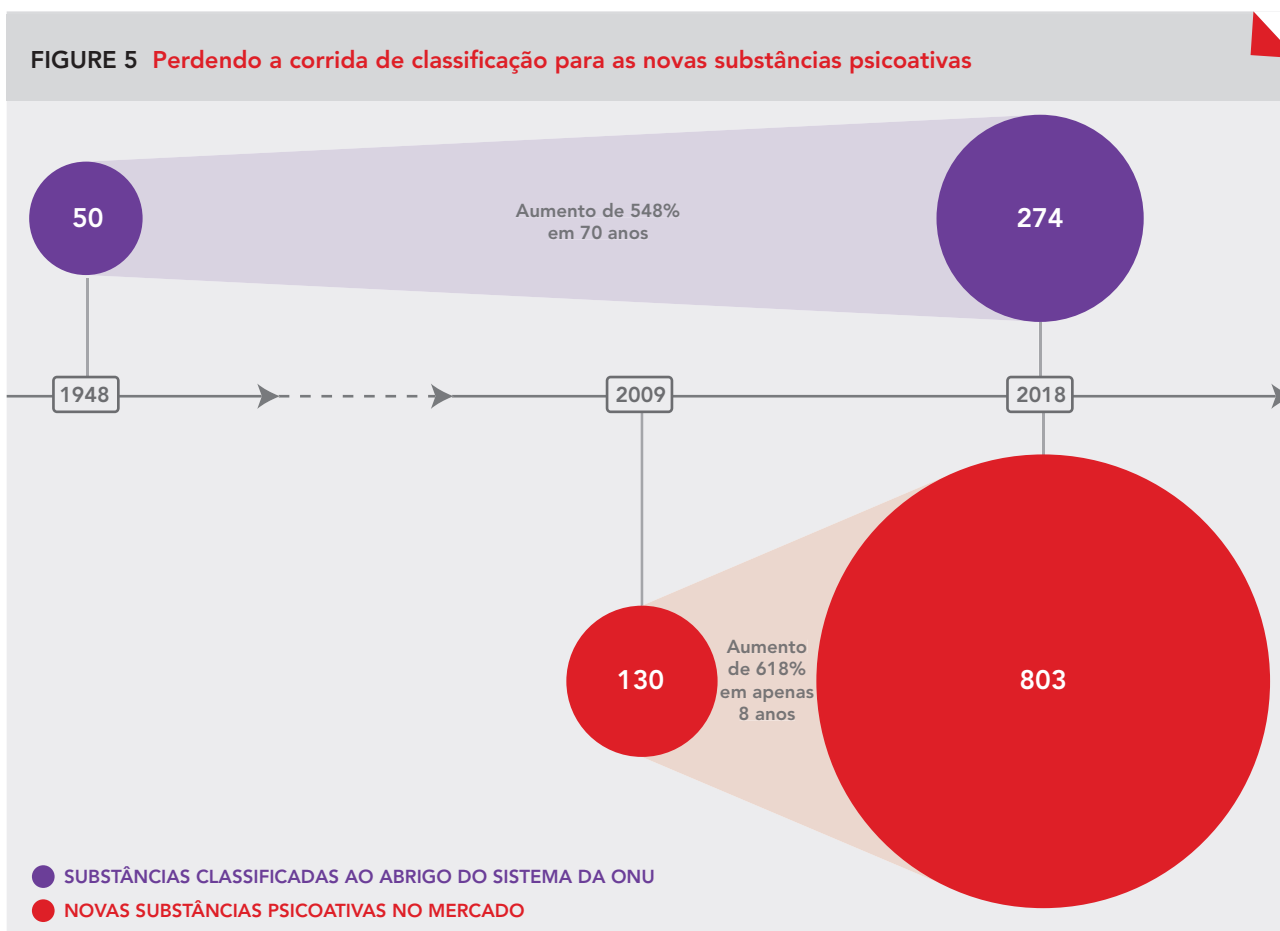 FIGURE 5 Perdendo a corrida de classificação para as novas substâncias psicoativas
50
Aumento de 548%
em 70 anos
274
1948
2009
2018
130
Aumento
de 618%
em apenas
8 anos
803
SUBSTÂNCIAS CLASSIFICADAS AO ABRIGO DO SISTEMA DA ONU
NOVAS SUBSTÂNCIAS PSICOATIVAS NO MERCADO